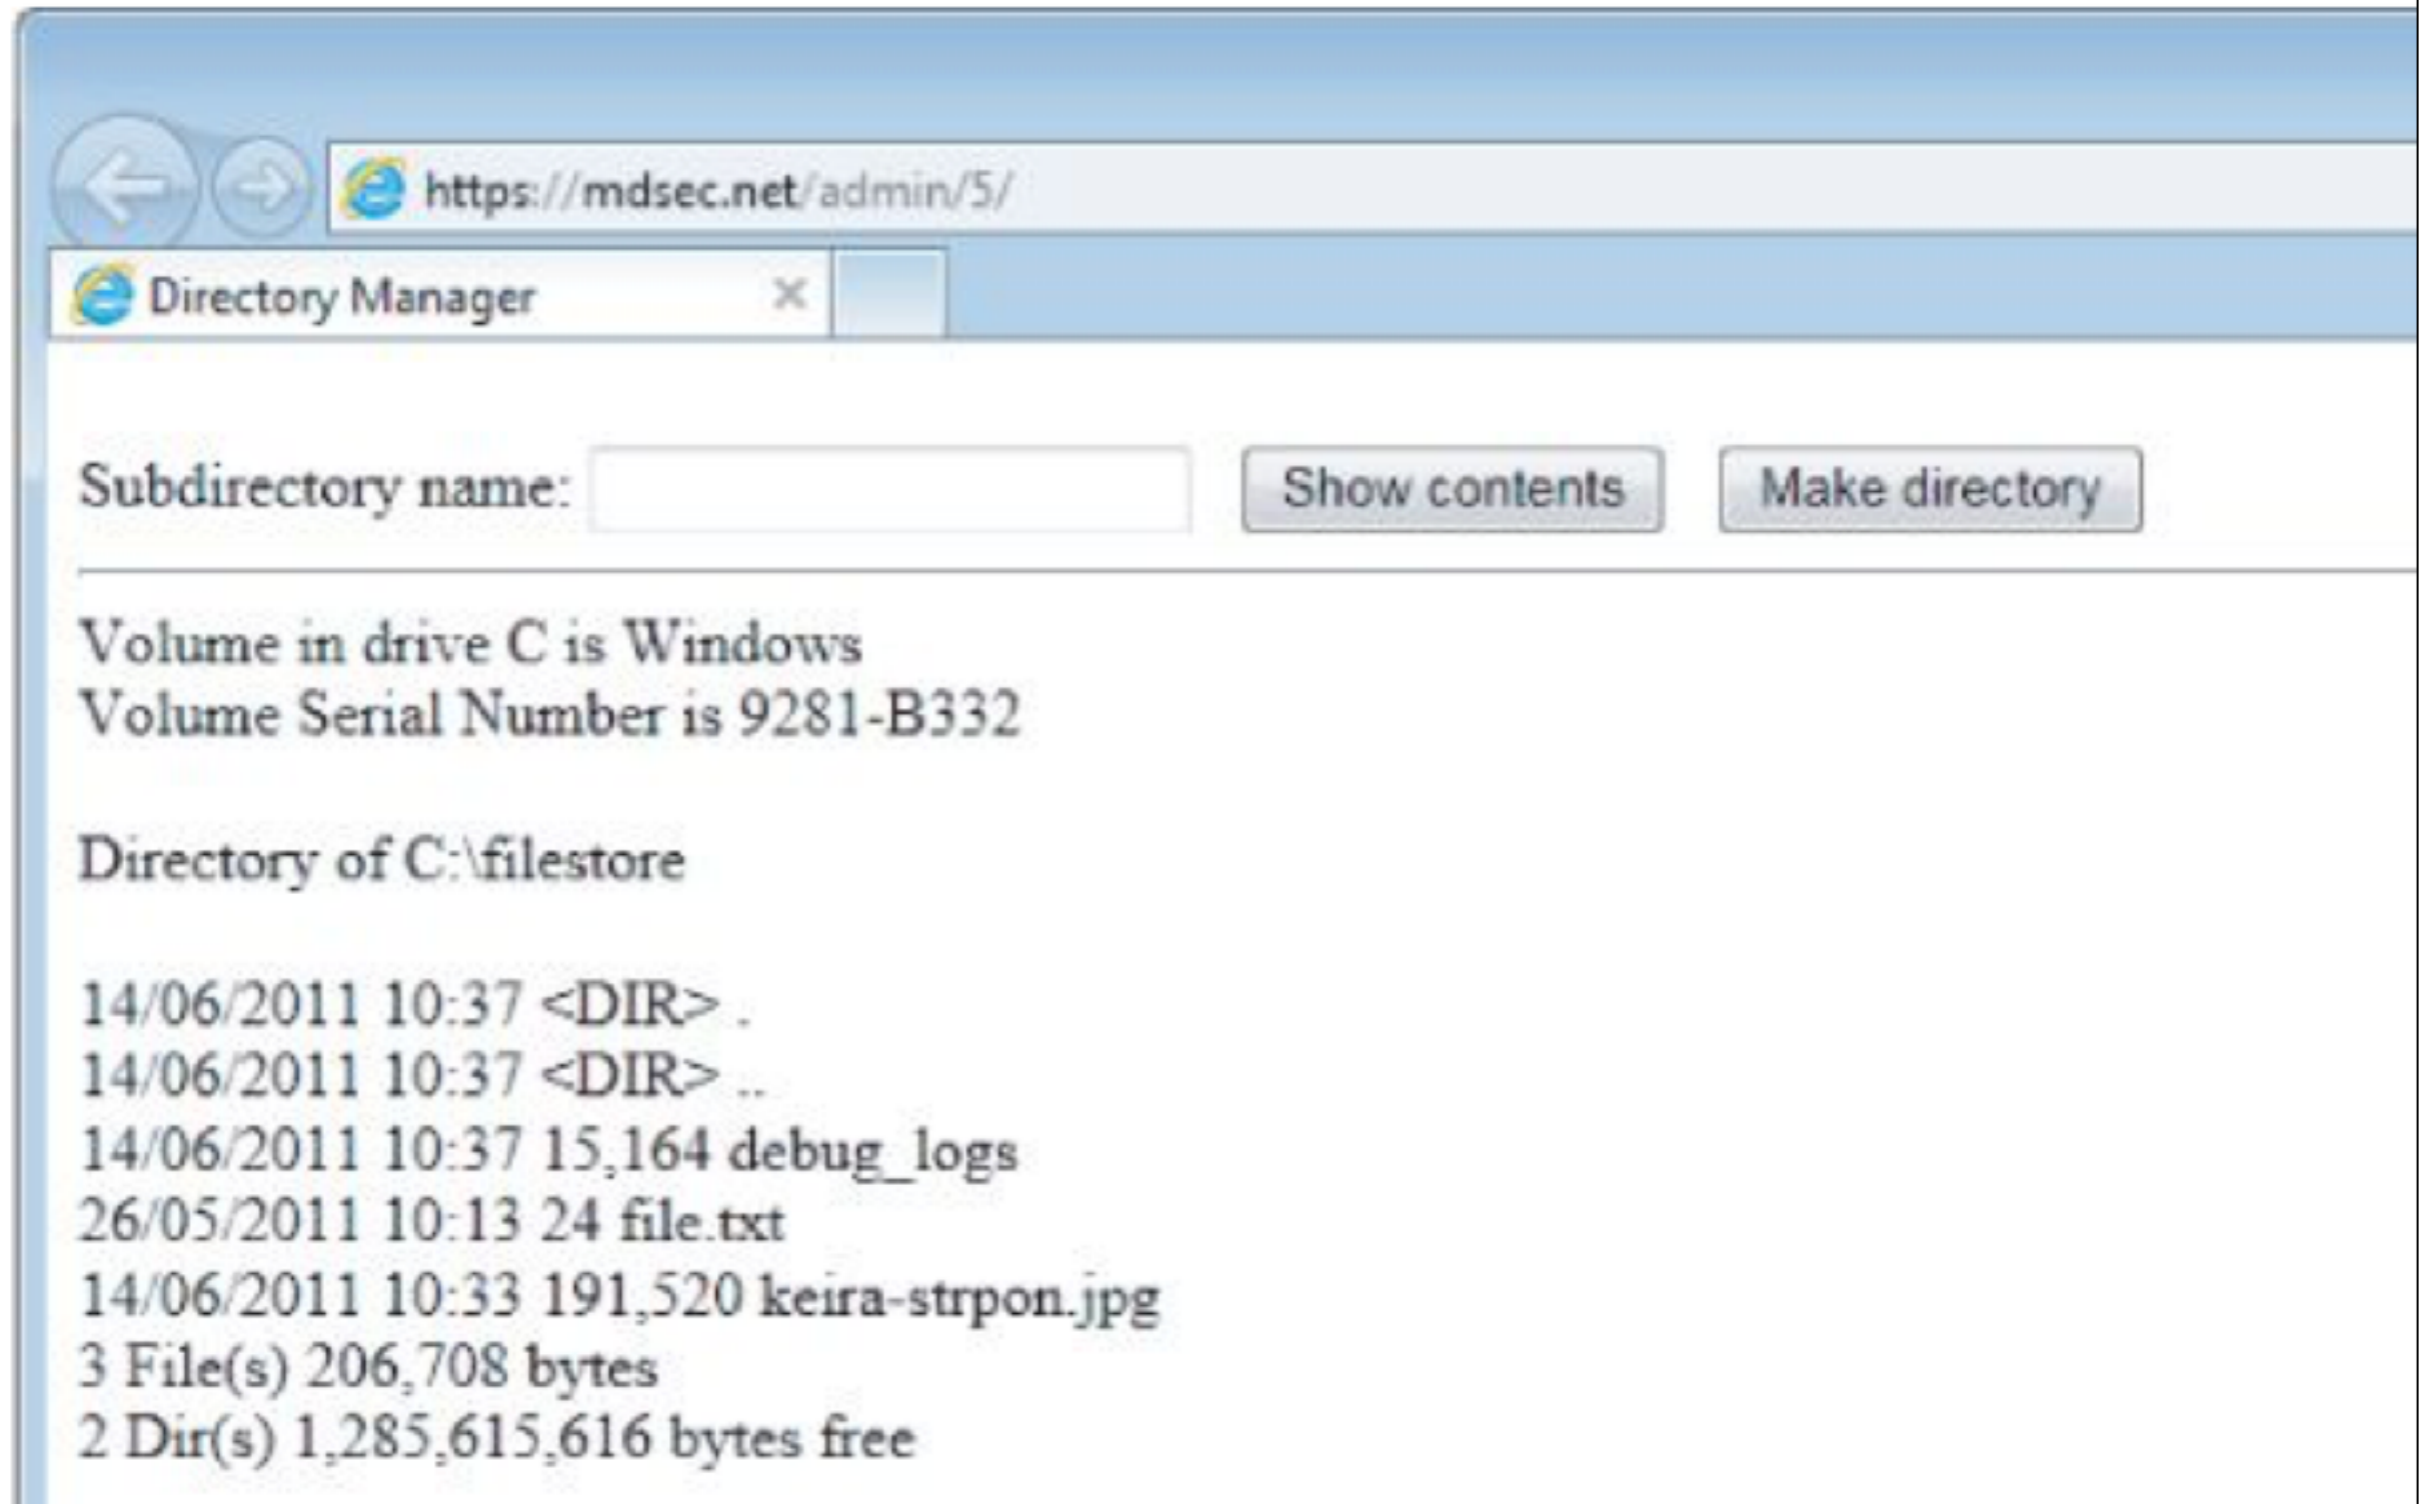 https://mdsec.net/admin/5/
Directory Manager
Subdirectory name: Show contents Make directory
Volume in drive C is Windows
Volume Serial Number is 9281-B332
Directory of C:\filestore
14/06/2011 10:37 <DIR> .
14/06/2011 10:37 <DIR> ..
14/06/2011 10:37 15,164 debug_logs
26/05/2011 10:13 24 file.txt
14/06/2011 10:33 191,520 keira-strpon.jpg
3 File(s) 206,708 bytes
2 Dir(s) 1,285,615,616 bytes free